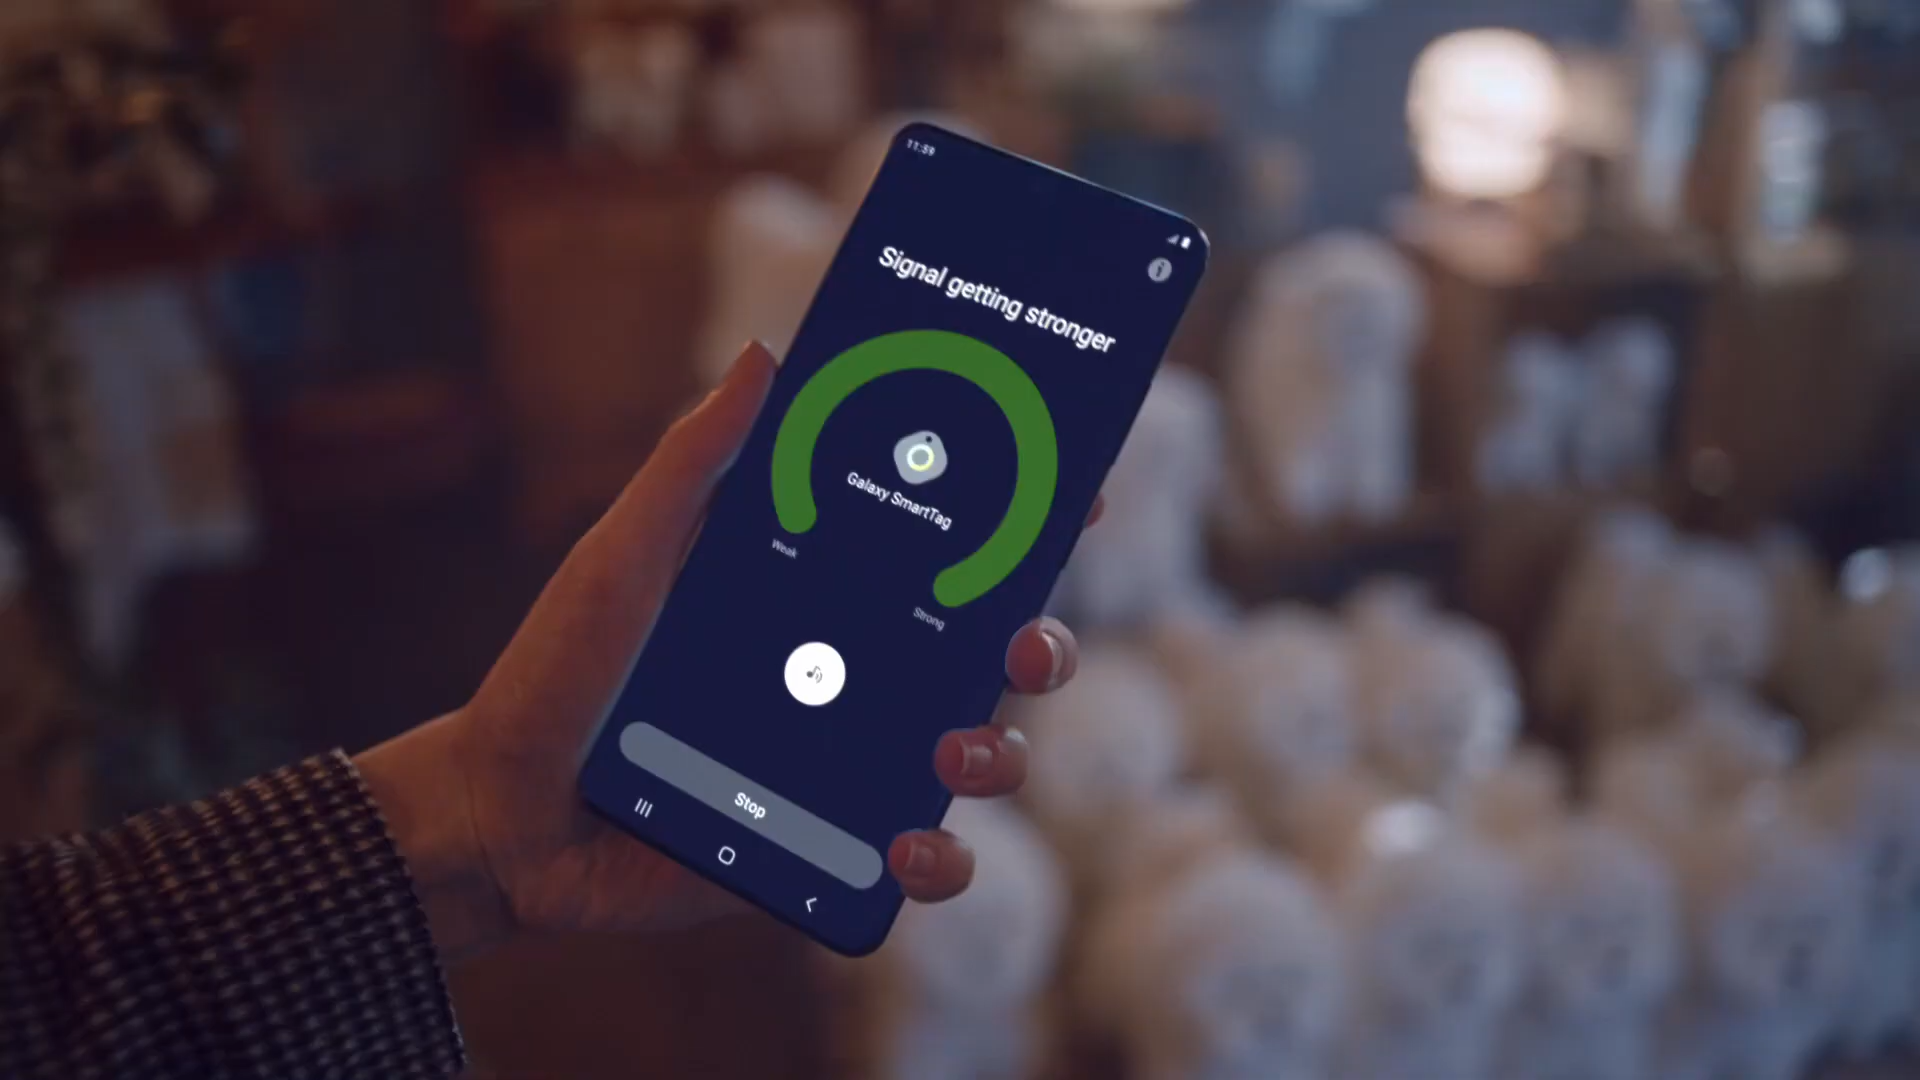 11:59
Signal getting stronger
Galaxy SmartTag
Weak
Strong
Stop